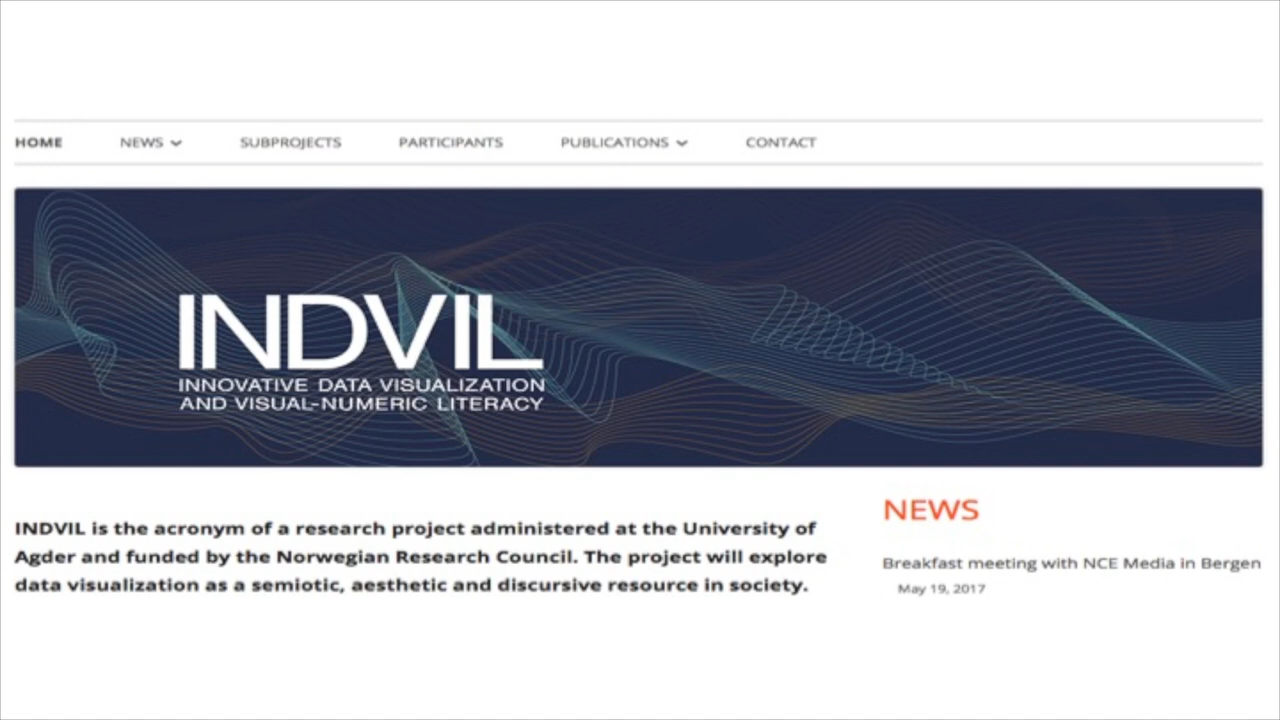 HOME NEWS SUBPROJECTS PARTICIPANTS PUBLICATIONS CONTACT
INDVIL
INNOVATIVE DATA VISUALIZATION
AND VISUAL-NUMERIC LITERACY
INDVIL is the acronym of a research project administered at the University of
Agder and funded by the Norwegian Research Council. The project will explore
data visualization as a semiotic, aesthetic and discursive resource in society.
NEWS
Breakfast meeting with NCE Media in Bergen
May 19, 2017